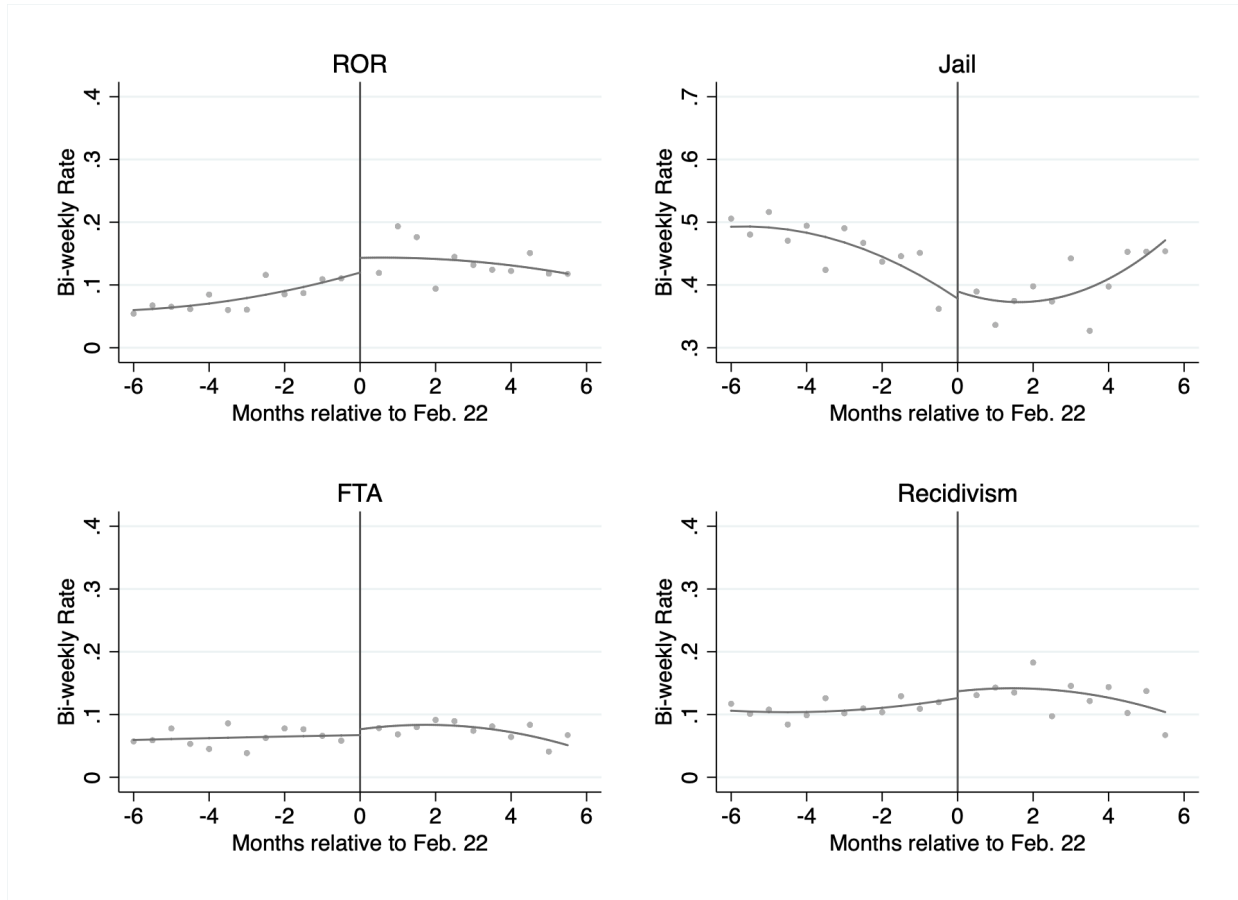 ROR
Bi-weekly Rate
.4
.3
.2
.1
0
-6 -4 -2 0 2 4 6
Months relative to Feb. 22
Jail
Bi-weekly Rate
.7
.6
.5
.4
.3
-6 -4 -2 0 2 4 6
Months relative to Feb. 22
FTA
Bi-weekly Rate
.4
.3
.2
.1
0
-6 -4 -2 0 2 4 6
Months relative to Feb. 22
Recidivism
Bi-weekly Rate
.4
.3
.2
.1
0
-6 -4 -2 0 2 4 6
Months relative to Feb. 22